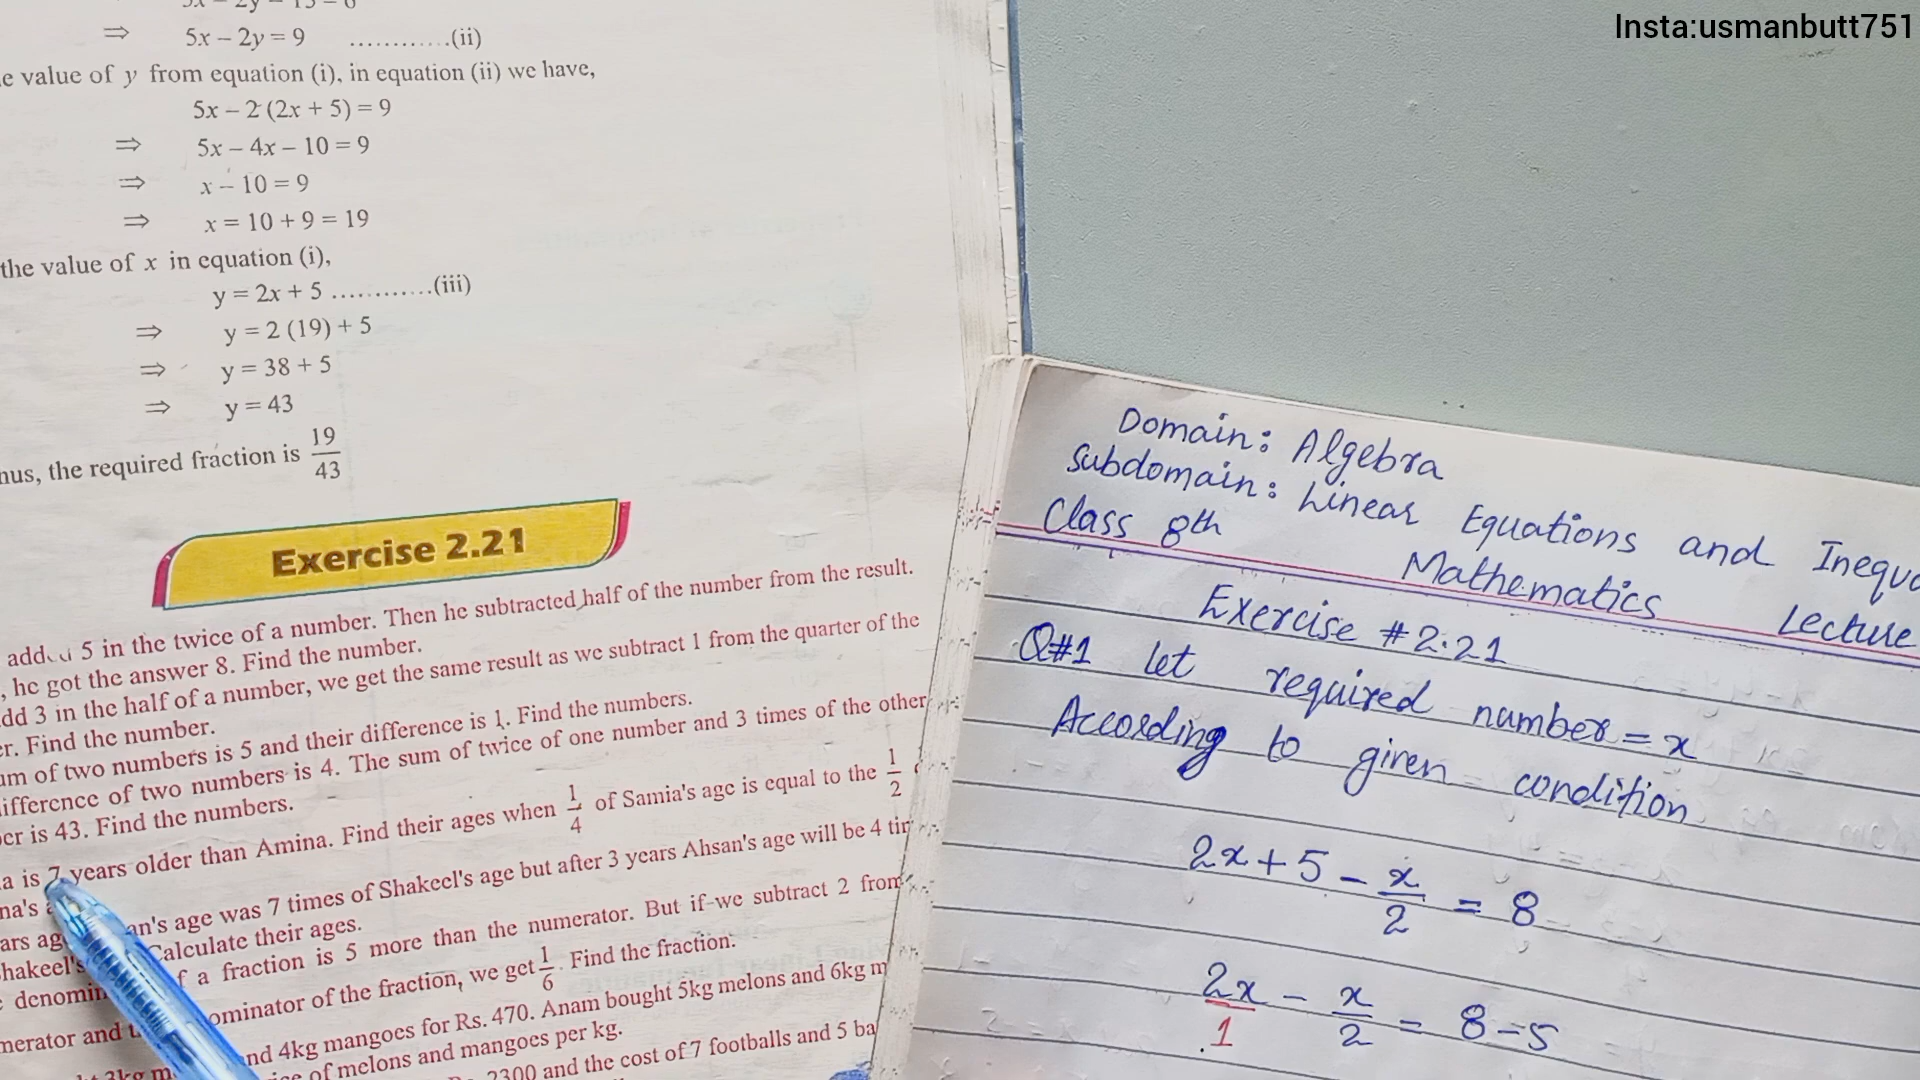 Insta:usmanbutt751
⇒ 5x – 2y = 9 ............(ii)
value of y from equation (i), in equation (ii) we have,
5x – 2 (2x + 5) = 9
⇒ 5x – 4x – 10 = 9
⇒ x – 10 = 9
⇒ x = 10 + 9 = 19
the value of x in equation (i),
y = 2x + 5 ............(iii)
⇒ y = 2 (19) + 5
⇒ y = 38 + 5
⇒ y = 43
the required fraction is 19/43
Exercise 2.21
5 in the twice of a number. Then he subtracted half of the number from the result.
, he got the answer 8. Find the number.
dd 3 in the half of a number, we get the same result as we subtract 1 from the quarter of the
er. Find the number.
um of two numbers is 5 and their difference is 1. Find the numbers.
ifference of two numbers is 4. The sum of twice of one number and 3 times of the other
er is 43. Find the numbers.
a is 7 years older than Amina. Find their ages when 1/4 of Samia's age is equal to the 1/2
na's
ars ag an's age was 7 times of Shakeel's age but after 3 years Ahsan's age will be 4 tim
hakeel's Calculate their ages.
denomin f a fraction is 5 more than the numerator. But if we subtract 2 from
merator and ominator of the fraction, we get 1/6. Find the fraction.
nd 4kg mangoes for Rs. 470. Anam bought 5kg melons and 6kg m
of melons and mangoes per kg.
2300 and the cost of 7 footballs and 5 ba
Domain: Algebra
Subdomain: Linear Equations and Inequa
Class 8th Mathematics Lecture
Exercise #2.21
Q#1 let required number = x
According to given condition
2x + 5 - x/2 = 8
2x/1 - x/2 = 8-5